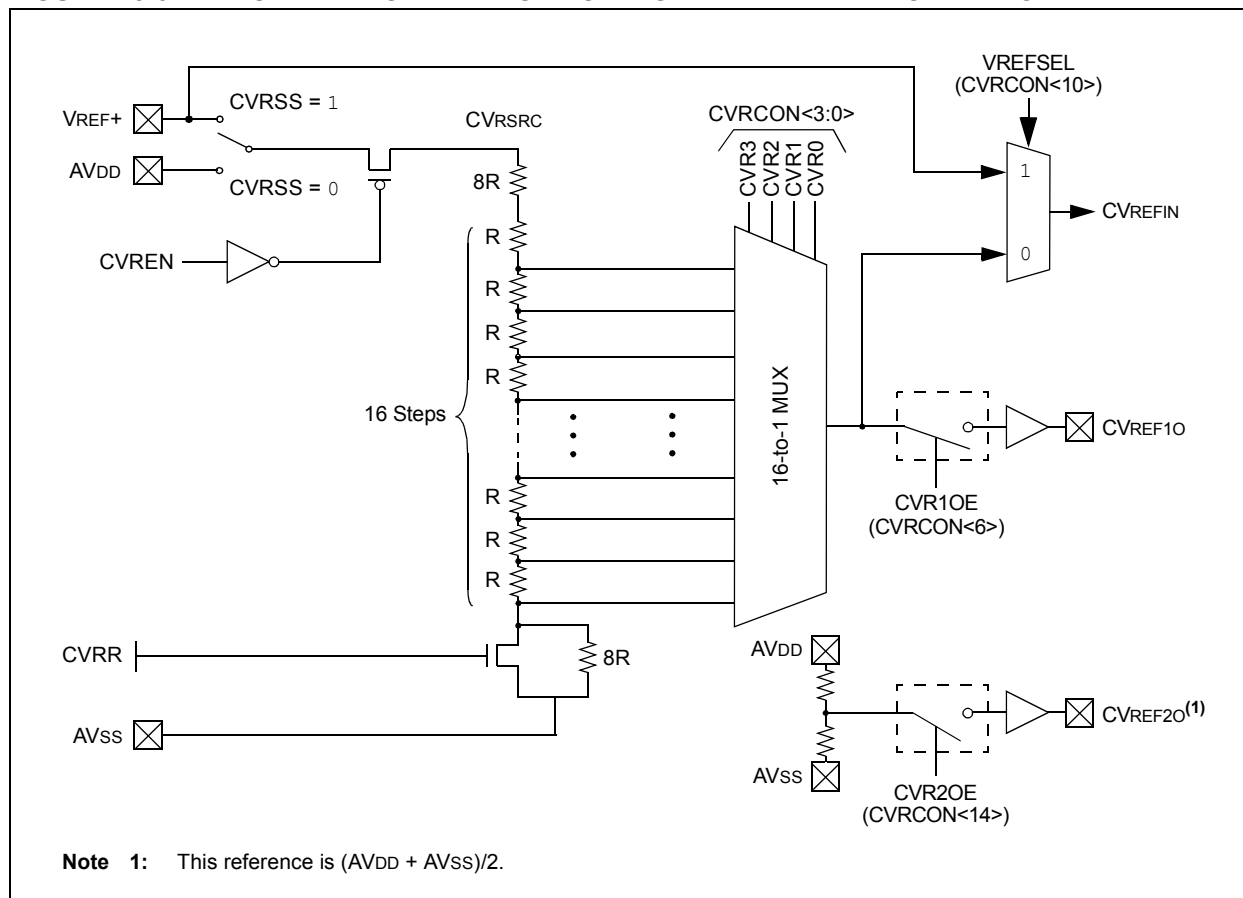 VREFSEL
(CVRCON<10>)
VREF+
CVRSS = 1
CVRSRC
CVRCON<3:0>
CVR3
CVR2
CVR1
CVR0
AVDD
CVRSS = 0
8R
1
CVREFIN
CVREN
R
0
R
R
R
16 Steps
16-to-1 MUX
CVREF1O
CVR1OE
(CVRCON<6>)
R
R
R
CVRR
8R
AVDD
CVREF2O(1)
AVSS
AVSS
CVR2OE
(CVRCON<14>)
Note 1: This reference is (AVDD + AVSS)/2.